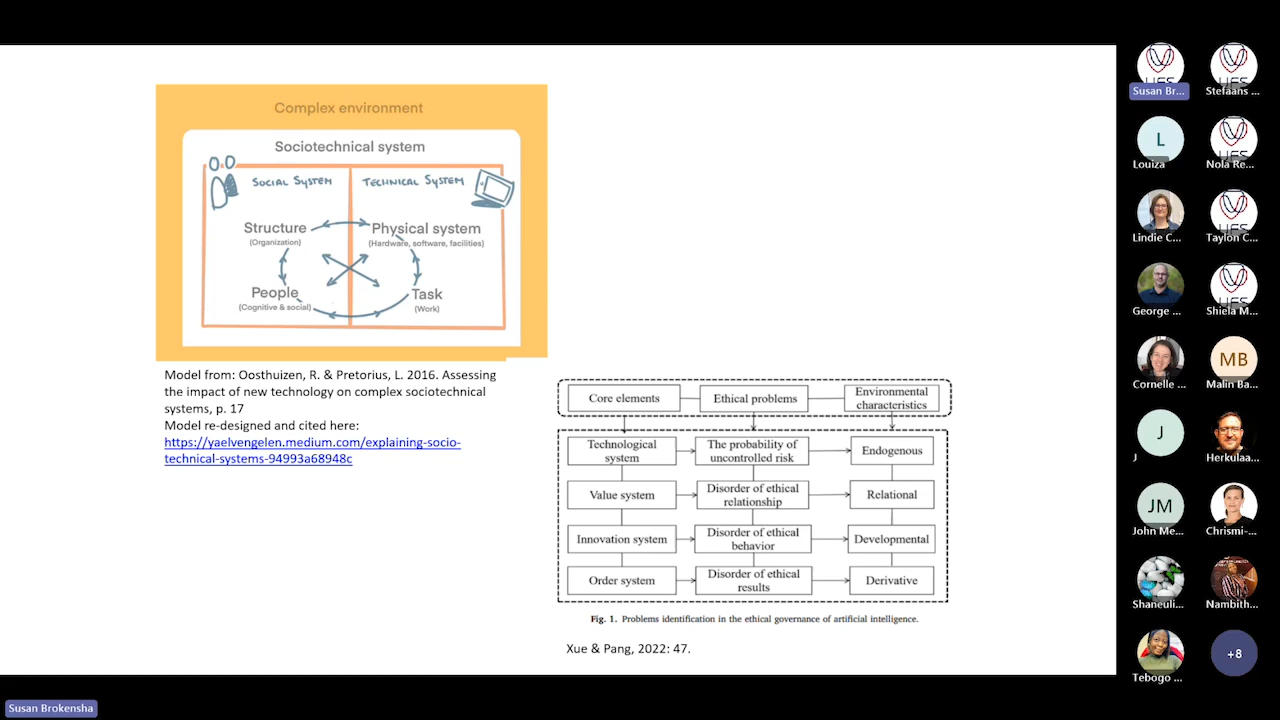 Complex environment
Sociotechnical system
SOCIAL SYSTEM
TECHNICAL SYSTEM
Structure
(Organization)
Physical system
(Hardware, software, facilities)
People
(Cognitive & social)
Task
(Work)
Model from: Oosthuizen, R. & Pretorius, L. 2016. Assessing
the impact of new technology on complex sociotechnical
systems, p. 17
Model re-designed and cited here:
https://yaelvengelen.medium.com/explaining-socio-
technical-systems-94993a68948c
Core elements
Ethical problems
Environmental
characteristics
Technological
system
The probability of
uncontrolled risk
Endogenous
Value system
Disorder of ethical
relationship
Relational
Innovation system
Disorder of ethical
behavior
Developmental
Order system
Disorder of ethical
results
Derivative
Fig. 1. Problems identification in the ethical governance of artificial intelligence.
Xue & Pang, 2022: 47.
Susan Br...
Stefaans ...
L
Louiza
Nola Re...
Lindie C...
Taylon C...
George ...
Shiela M...
Cornelle ...
MB
Malin Ba...
J
J
Herkulaa...
JM
John Me...
Chrismi-...
Shaneuli...
Nambith...
Tebogo ...
+8
Susan Brokensha